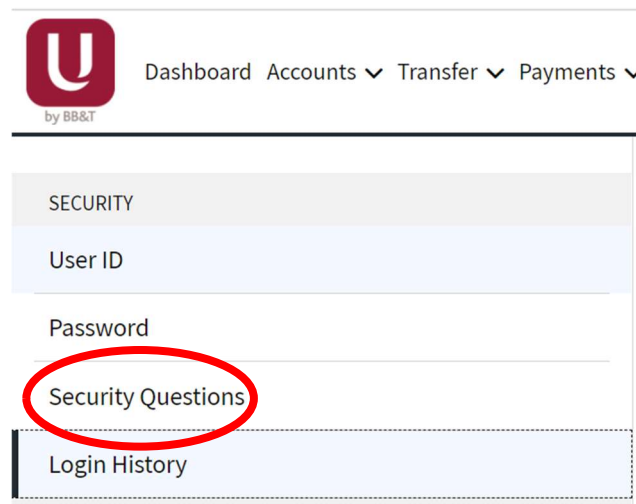 U
by BB&T
Dashboard Accounts Transfer Payments
SECURITY
User ID
Password
Security Questions
Login History